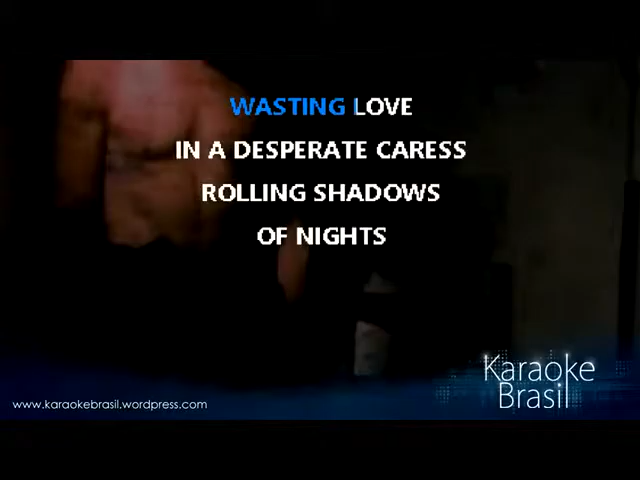 WASTING LOVE
IN A DESPERATE CARESS
ROLLING SHADOWS
OF NIGHTS
Karaoke
Brasil
www.karaokebrasil.wordpress.com